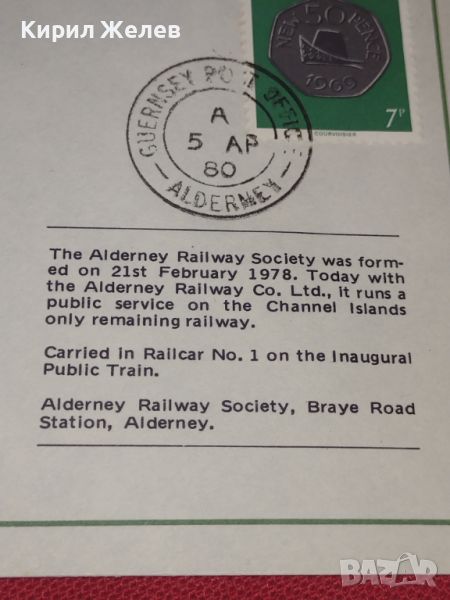 Кирил Желев
NEW 50 PENCE
1969
7P
COURVOISIER
GUERNSEY POST OFFICE
A
5 AP
80
ALDERNEY
The Alderney Railway Society was form-
ed on 21st February 1978. Today with
the Alderney Railway Co. Ltd., it runs a
public service on the Channel Islands
only remaining railway.
Carried in Railcar No. 1 on the Inaugural
Public Train.
Alderney Railway Society, Braye Road
Station, Alderney.
BAZAR